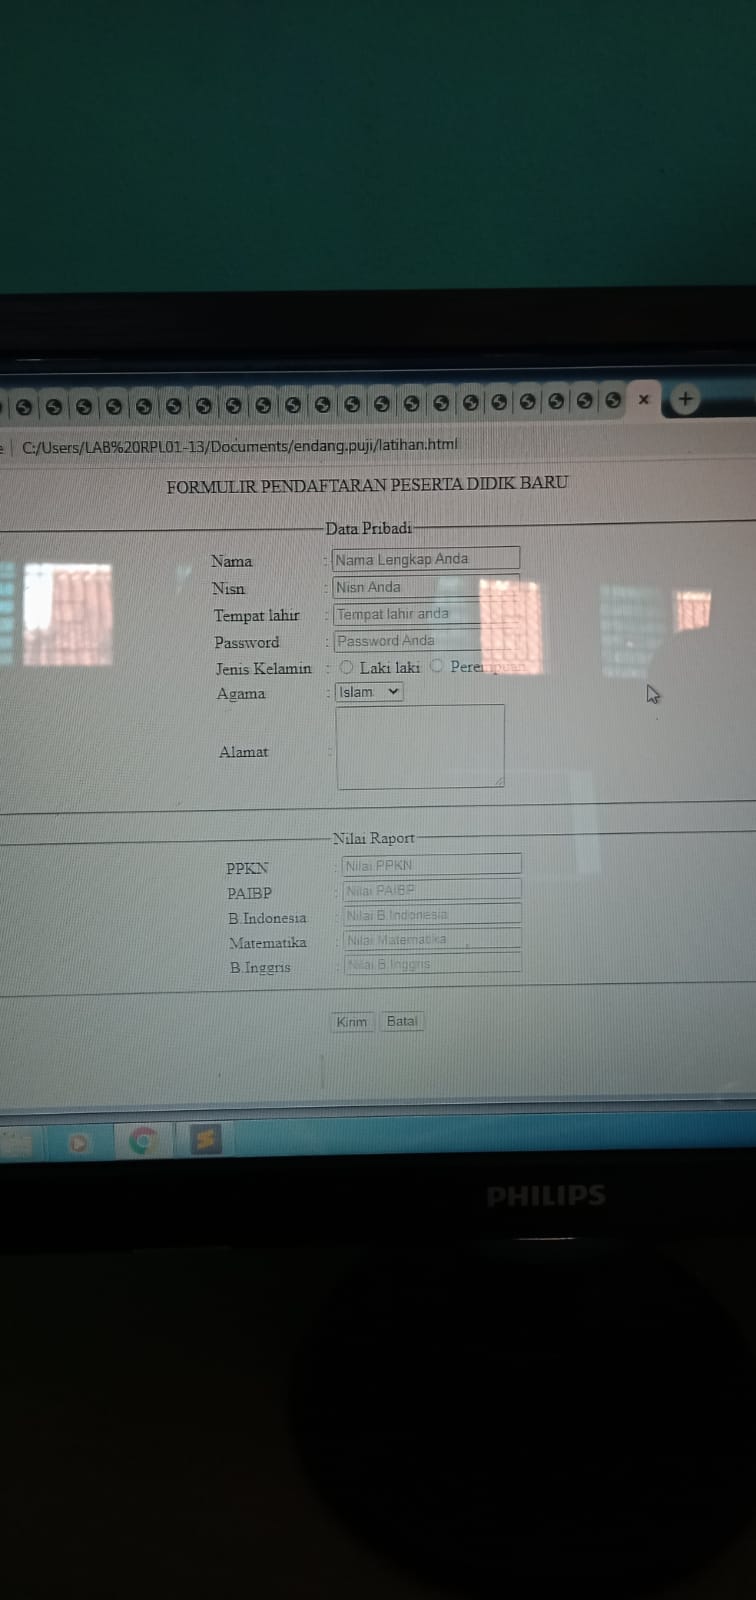 C:/Users/LAB%20RPL01-13/Documents/endang.puji/latihan.html
FORMULIR PENDAFTARAN PESERTA DIDIK BARU
Data Pribadi
Nama : Nama Lengkap Anda
Nisn : Nisn Anda
Tempat lahir : Tempat lahir anda
Password : Password Anda
Jenis Kelamin : Laki laki Perempuan
Agama : Islam
Alamat :
Nilai Raport
PPKN : Nilai PPKN
PAIBP : Nilai PAIBP
B.Indonesia : Nilai B.Indonesia
Matematika : Nilai Matematika
B.Inggris : Nilai B.Inggris
Kirim Batal
PHILIPS